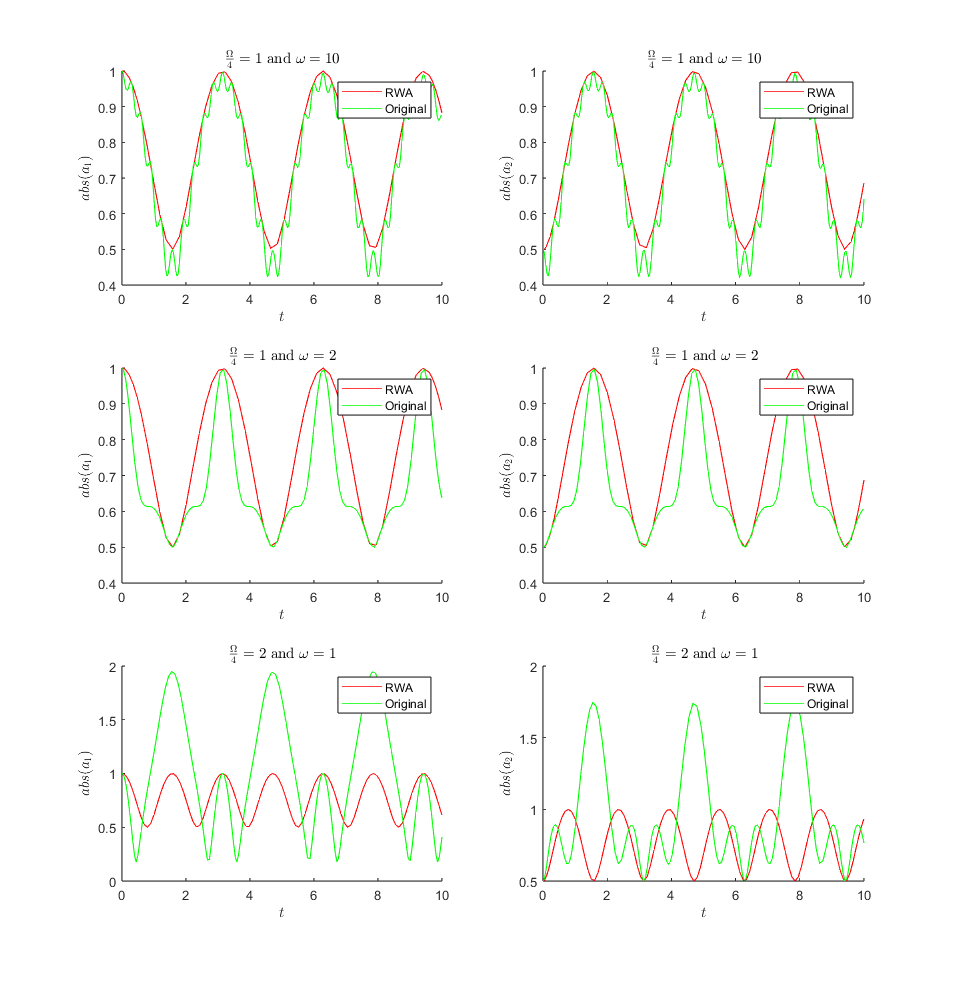 Ω/4 = 1 and ω = 10
1
0.9
0.8
0.7
0.6
0.5
0.4
abs(a₁)
0 2 4 6 8 10
t
RWA
Original
Ω/4 = 1 and ω = 10
1
0.9
0.8
0.7
0.6
0.5
0.4
abs(a₂)
0 2 4 6 8 10
t
RWA
Original
Ω/4 = 1 and ω = 2
1
0.9
0.8
0.7
0.6
0.5
0.4
abs(a₁)
0 2 4 6 8 10
t
RWA
Original
Ω/4 = 1 and ω = 2
1
0.9
0.8
0.7
0.6
0.5
0.4
abs(a₂)
0 2 4 6 8 10
t
RWA
Original
Ω/4 = 2 and ω = 1
2
1.5
1
0.5
0
abs(a₁)
0 2 4 6 8 10
t
RWA
Original
Ω/4 = 2 and ω = 1
2
1.5
1
0.5
abs(a₂)
0 2 4 6 8 10
t
RWA
Original